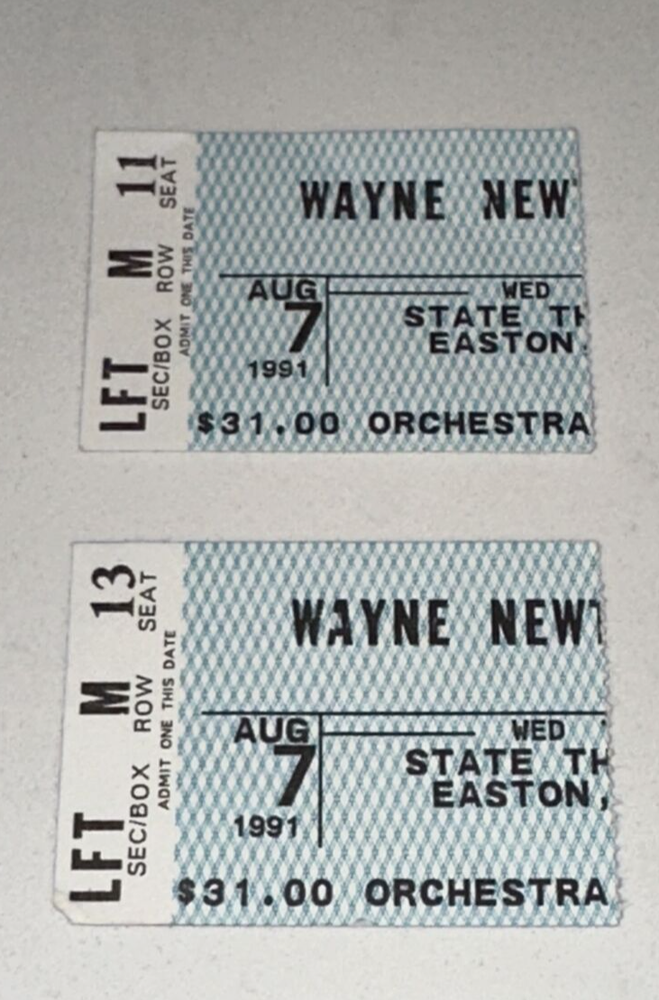 11 SEAT
M ROW
LFT SEC/BOX
ADMIT ONE THIS DATE
WAYNE NEW
AUG
7
1991
WED
STATE TH
EASTON
$31.00 ORCHESTRA
13 SEAT
M ROW
LFT SEC/BOX
ADMIT ONE THIS DATE
WAYNE NEWT
AUG
7
1991
WED
STATE TH
EASTON,
$31.00 ORCHESTRA